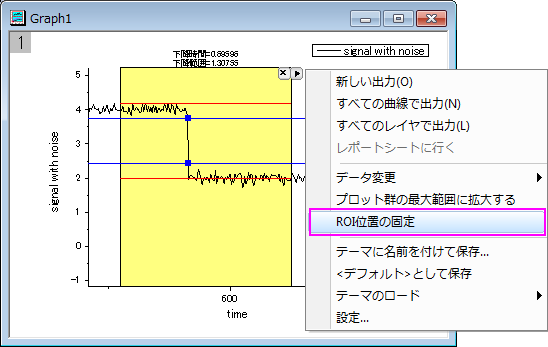 Graph1
1
下降時間=0.89595
下降範囲=1.30755
signal with noise
新しい出力(O)
すべての曲線で出力(N)
すべてのレイヤで出力(L)
レポートシートに行く
データ変更
プロット群の最大範囲に拡大する
ROI位置の固定
テーマに名前を付けて保存...
<デフォルト>として保存
テーマのロード
設定...
signal with noise
5
4
3
2
1
0
-1
600
time